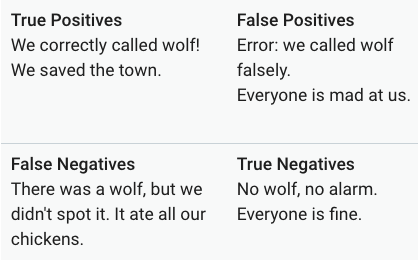 True Positives
We correctly called wolf!
We saved the town.
False Positives
Error: we called wolf
falsely.
Everyone is mad at us.
False Negatives
There was a wolf, but we
didn't spot it. It ate all our
chickens.
True Negatives
No wolf, no alarm.
Everyone is fine.